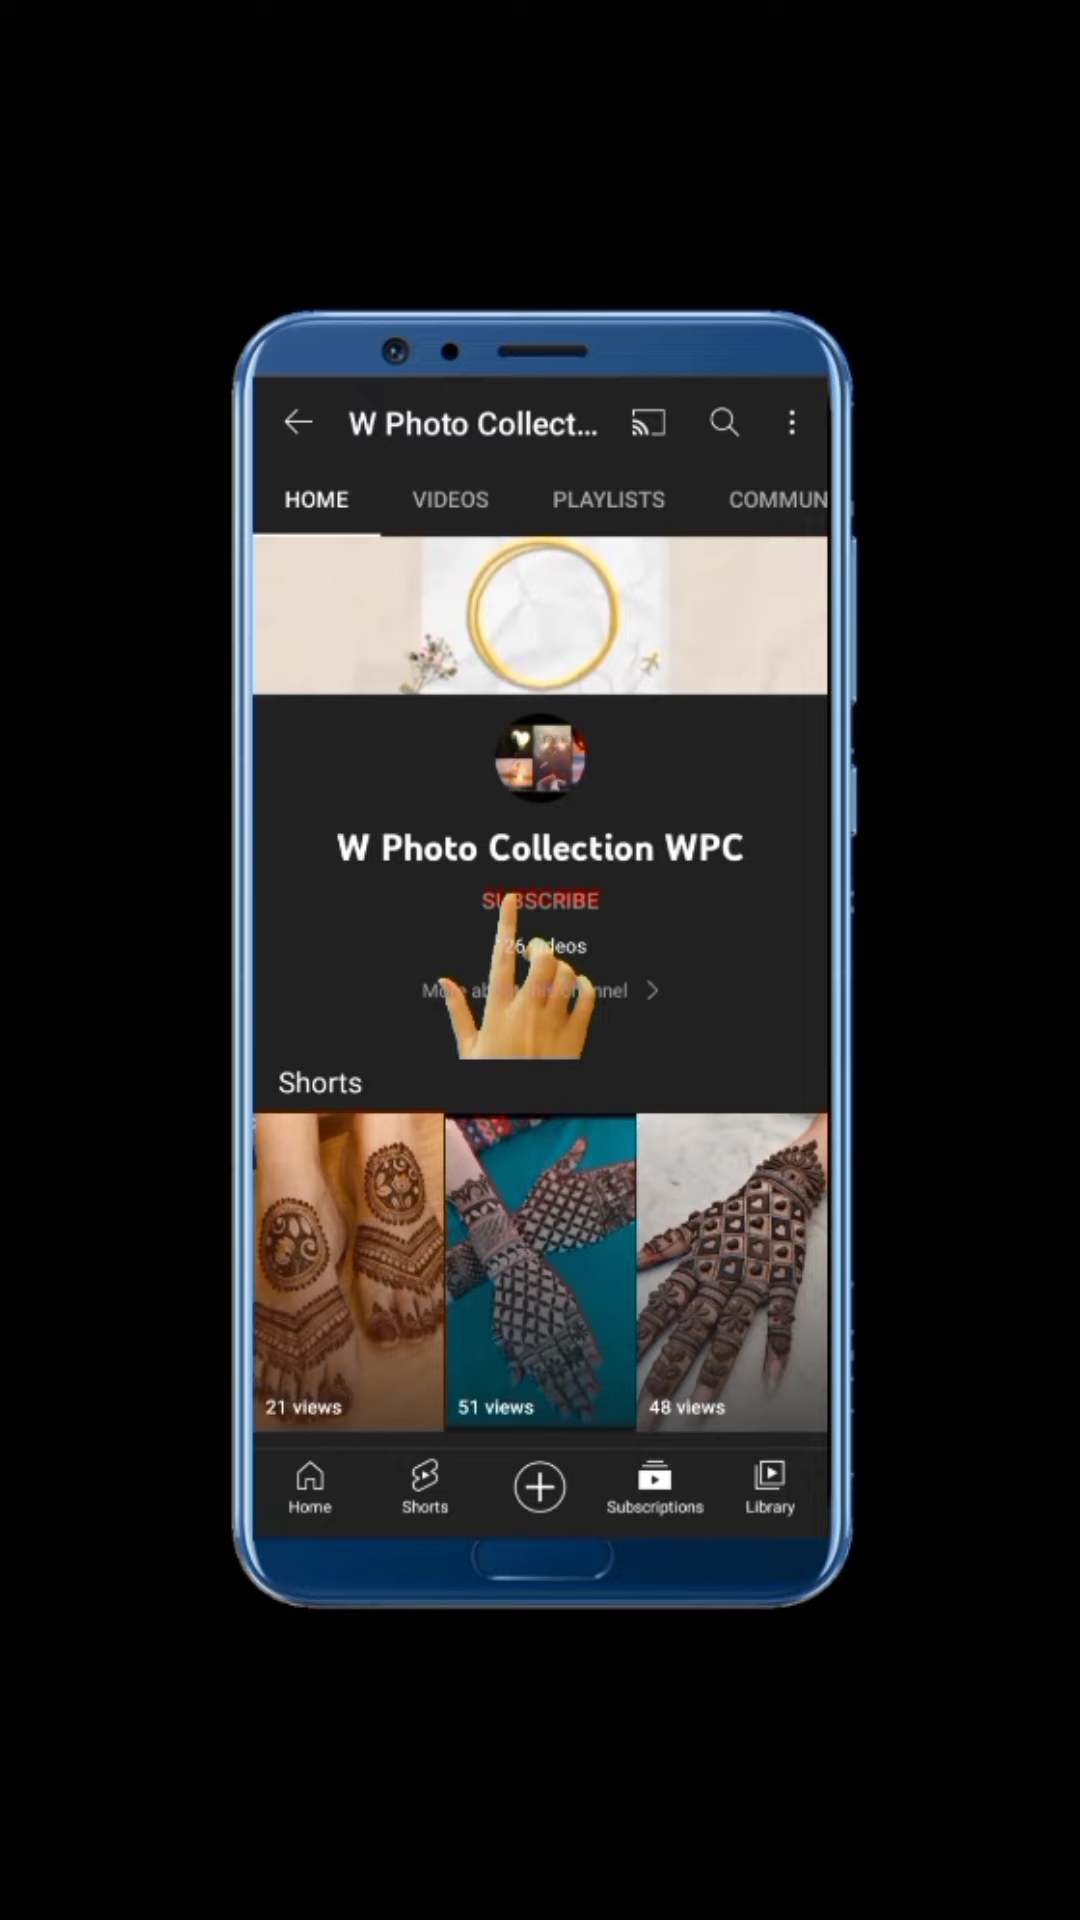 W Photo Collect...
HOME VIDEOS PLAYLISTS COMMUN
W Photo Collection WPC
SUBSCRIBE
26 videos
More about this channel
Shorts
21 views 51 views 48 views
Home Shorts Subscriptions Library